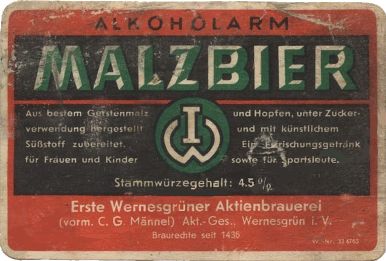 ALKOHOLARM
MALZBIER
Aus bestem Gerstenmalz und Hopfen, unter Zucker-
verwendung hergestellt und mit künstlichem
Süßstoff zubereitet. Ein Erfrischungsgetränk
für Frauen und Kinder sowie für Sportsleute.
IW
Stammwürzegehalt: 4.5 %
Erste Wernesgrüner Aktienbrauerei
(vorm. C. G. Männel) Akt.-Ges., Wernesgrün i. V.
Braurechte seit 1436